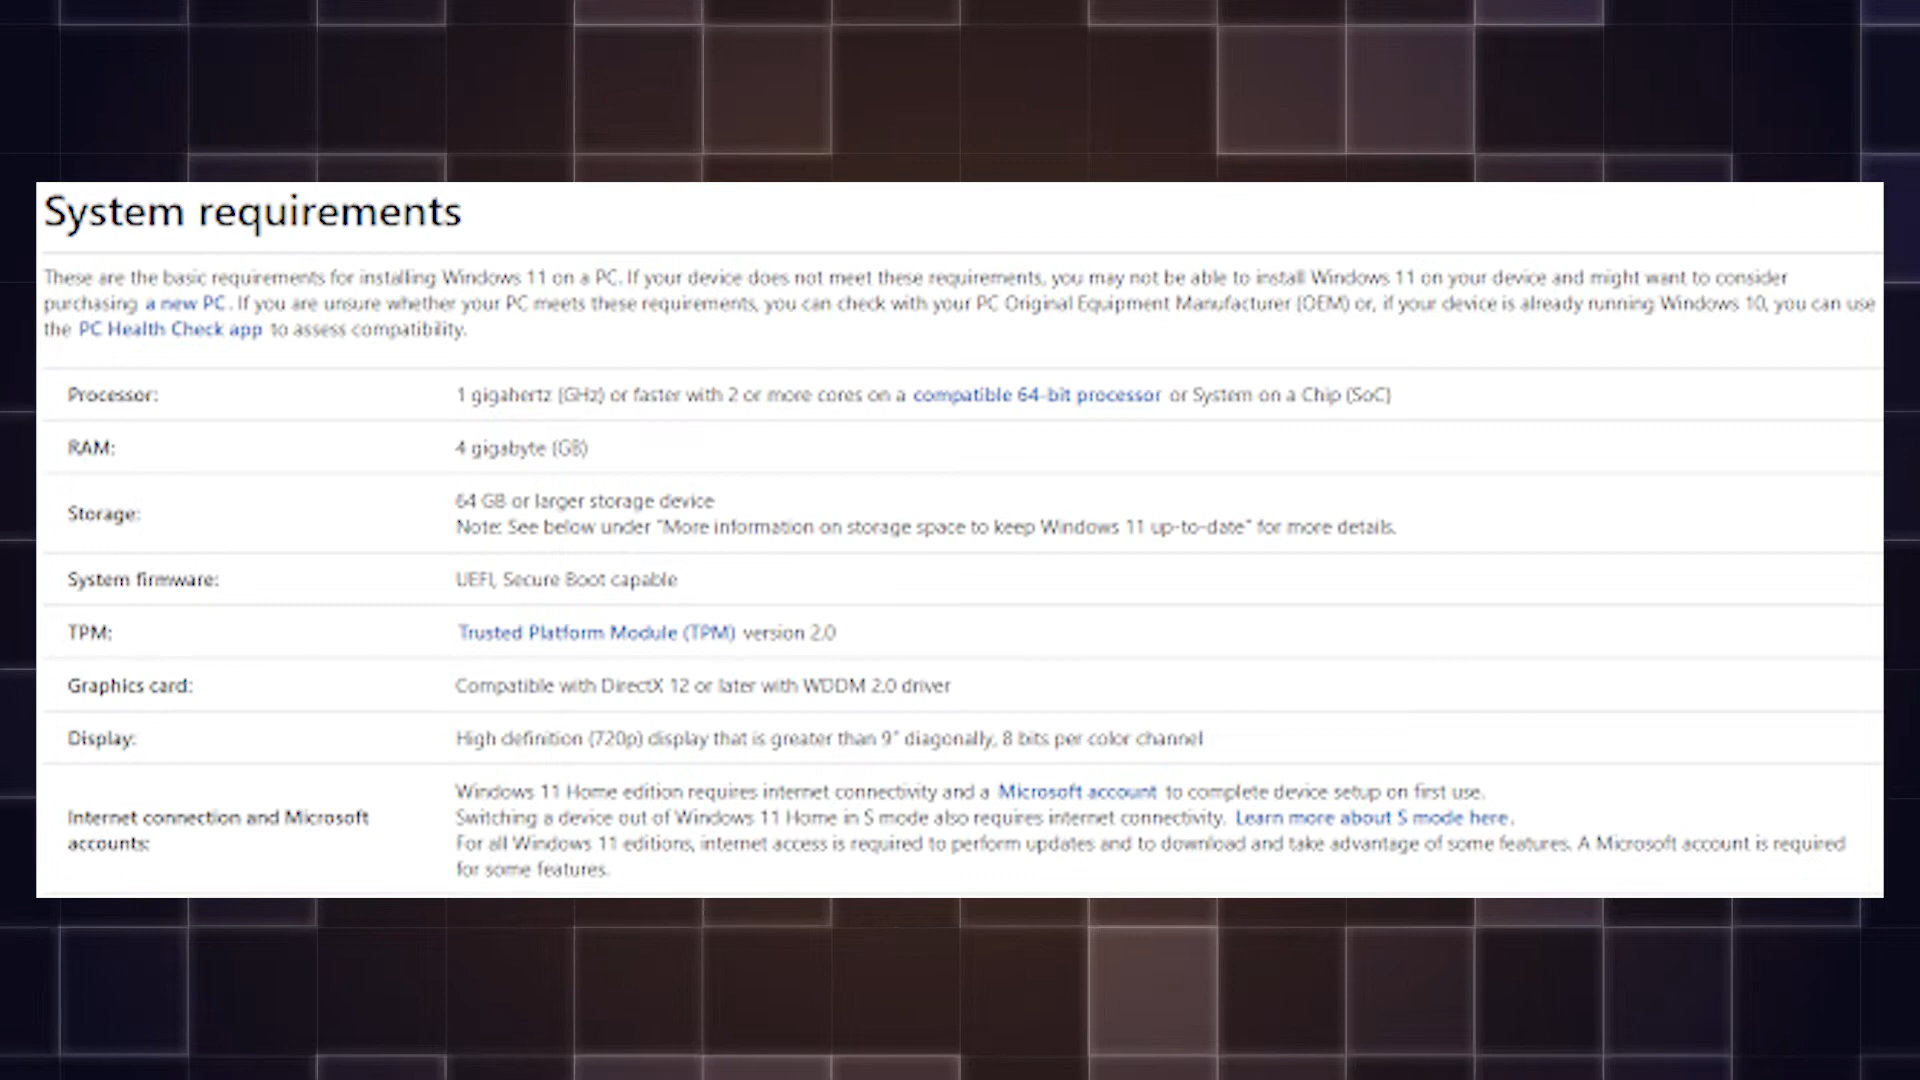 System requirements
These are the basic requirements for installing Windows 11 on a PC. If your device does not meet these requirements, you may not be able to install Windows 11 on your device and might want to consider
purchasing a new PC. If you are unsure whether your PC meets these requirements, you can check with your PC Original Equipment Manufacturer (OEM) or, if your device is already running Windows 10, you can use
the PC Health Check app to assess compatibility.
Processor: 1 gigahertz (GHz) or faster with 2 or more cores on a compatible 64-bit processor or System on a Chip (SoC)
RAM: 4 gigabyte (GB)
Storage:
64 GB or larger storage device
Note: See below under "More information on storage space to keep Windows 11 up-to-date" for more details.
System firmware: UEFI, Secure Boot capable
TPM: Trusted Platform Module (TPM) version 2.0
Graphics card: Compatible with DirectX 12 or later with WDDM 2.0 driver
Display: High definition (720p) display that is greater than 9" diagonally, 8 bits per color channel
Internet connection and Microsoft
accounts:
Windows 11 Home edition requires internet connectivity and a Microsoft account to complete device setup on first use.
Switching a device out of Windows 11 Home in S mode also requires internet connectivity. Learn more about S mode here.
For all Windows 11 editions, internet access is required to perform updates and to download and take advantage of some features. A Microsoft account is required
for some features.